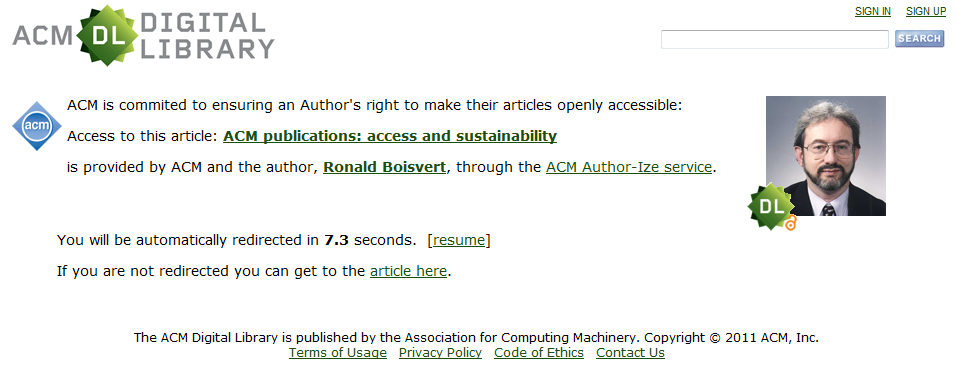 ACM DL DIGITAL LIBRARY
SIGN IN SIGN UP
SEARCH
acm
ACM is commited to ensuring an Author's right to make their articles openly accessible:
Access to this article: ACM publications: access and sustainability
is provided by ACM and the author, Ronald Boisvert, through the ACM Author-Ize service.
DL
You will be automatically redirected in 7.3 seconds. [resume]
If you are not redirected you can get to the article here.
The ACM Digital Library is published by the Association for Computing Machinery. Copyright © 2011 ACM, Inc.
Terms of Usage Privacy Policy Code of Ethics Contact Us